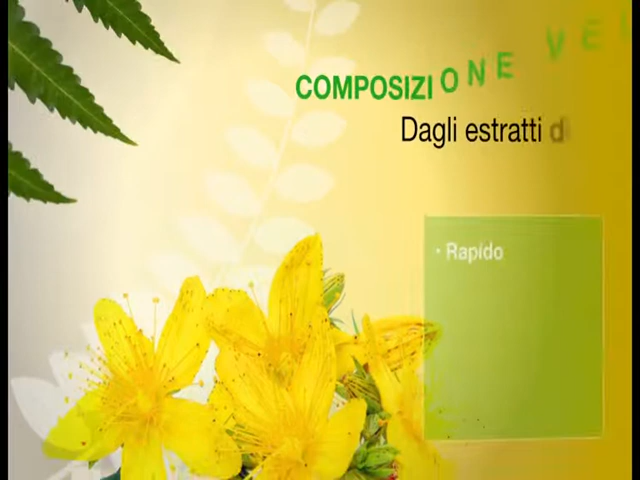 COMPOSIZIONE VE
Dagli estratti di
• Rapido